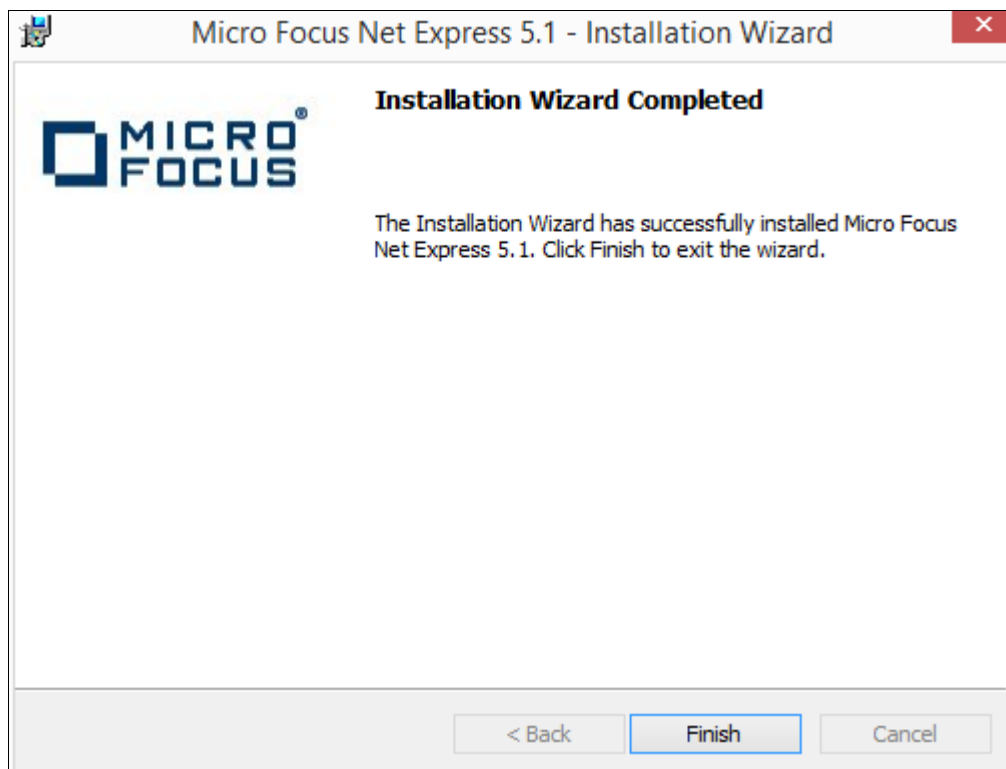 Micro Focus Net Express 5.1 - Installation Wizard
Installation Wizard Completed
MICRO
FOCUS®
The Installation Wizard has successfully installed Micro Focus
Net Express 5.1. Click Finish to exit the wizard.
< Back
Finish
Cancel